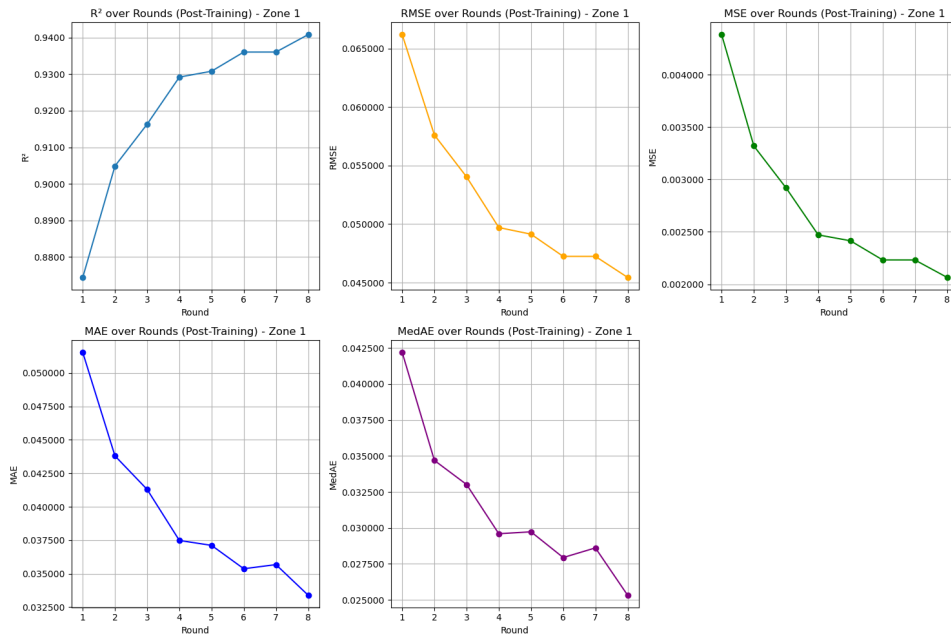 R² over Rounds (Post-Training) - Zone 1
0.9400
0.9300
0.9200
0.9100
0.9000
0.8900
0.8800
R²
1 2 3 4 5 6 7 8
Round
RMSE over Rounds (Post-Training) - Zone 1
0.065000
0.060000
0.055000
0.050000
0.045000
RMSE
1 2 3 4 5 6 7 8
Round
MSE over Rounds (Post-Training) - Zone 1
0.004000
0.003500
0.003000
0.002500
0.002000
MSE
1 2 3 4 5 6 7 8
Round
MAE over Rounds (Post-Training) - Zone 1
0.050000
0.047500
0.045000
0.042500
0.040000
0.037500
0.035000
0.032500
MAE
1 2 3 4 5 6 7 8
Round
MedAE over Rounds (Post-Training) - Zone 1
0.042500
0.040000
0.037500
0.035000
0.032500
0.030000
0.027500
0.025000
MedAE
1 2 3 4 5 6 7 8
Round